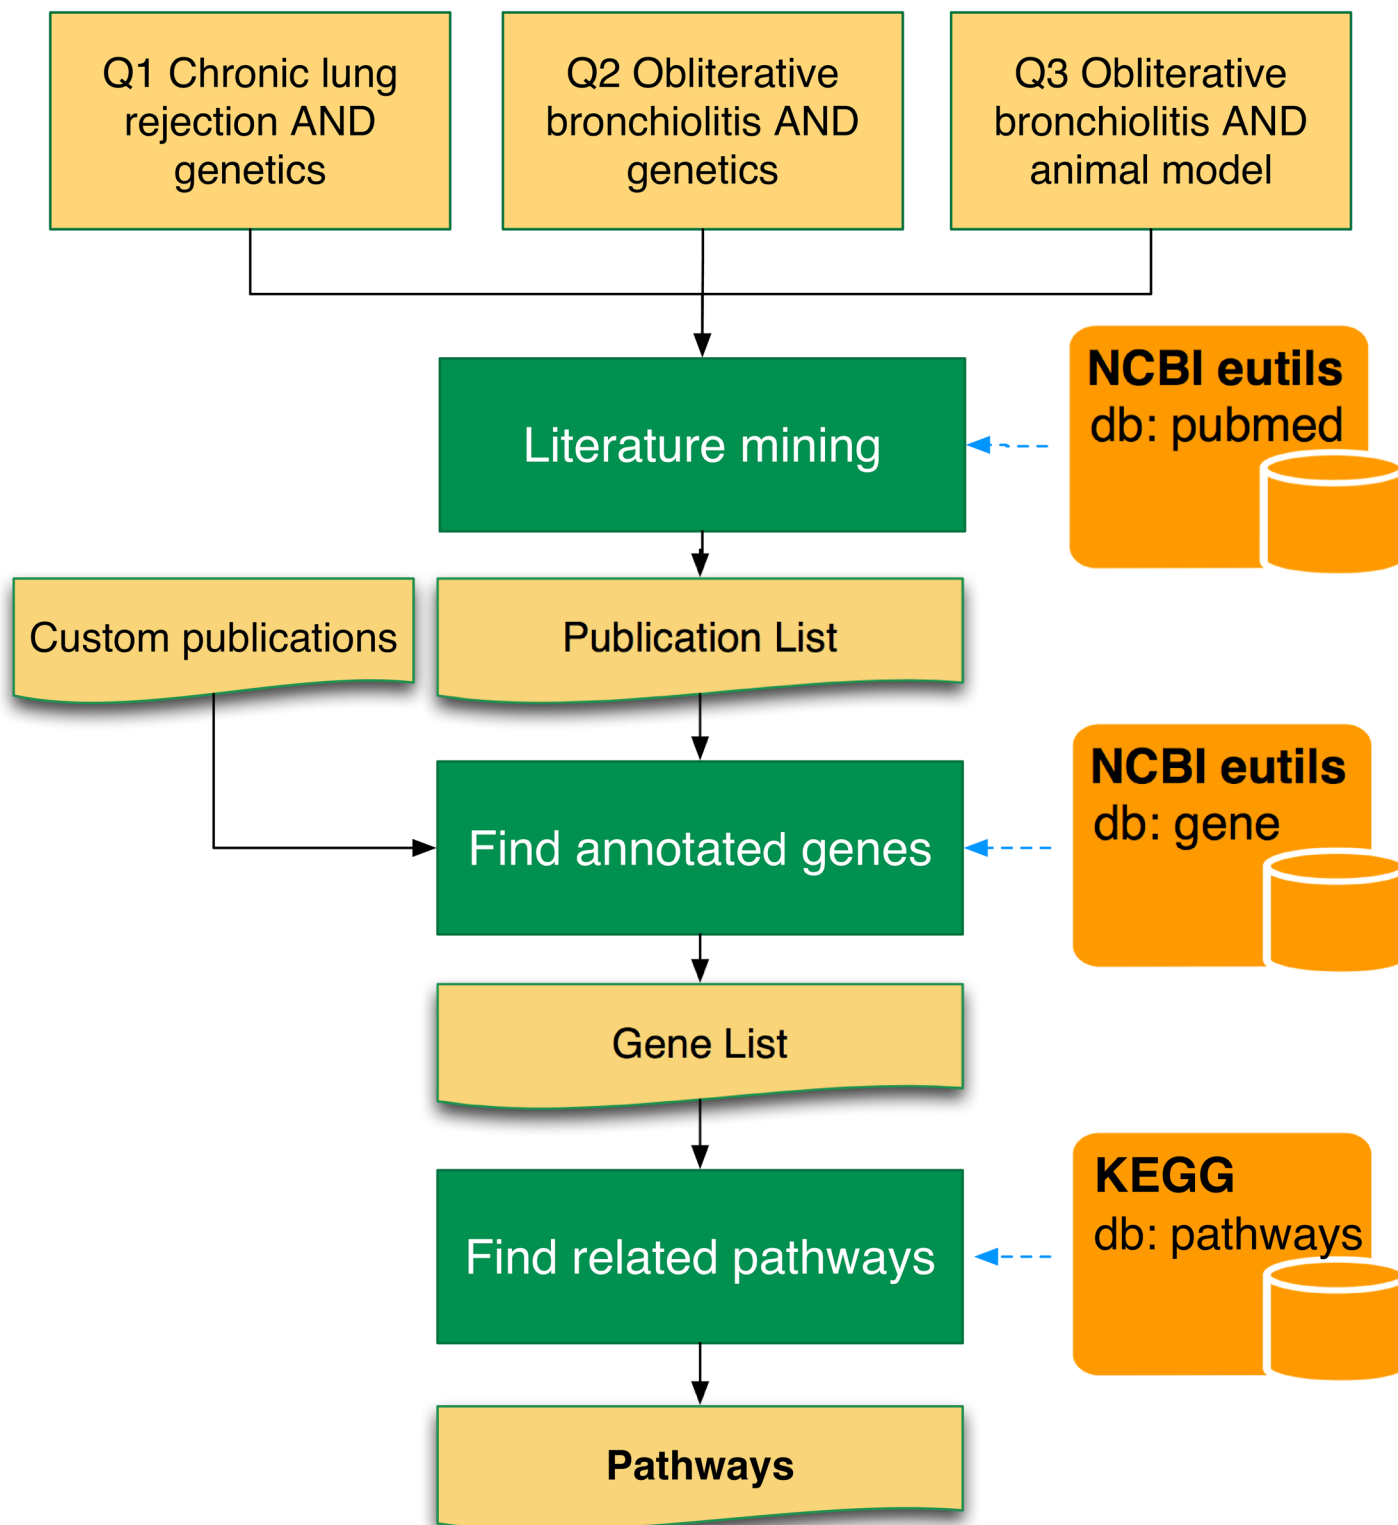 Q1 Chronic lung
rejection AND
genetics
Q2 Obliterative
bronchiolitis AND
genetics
Q3 Obliterative
bronchiolitis AND
animal model
Literature mining
NCBI eutils
db: pubmed
Custom publications
Publication List
Find annotated genes
NCBI eutils
db: gene
Gene List
Find related pathways
KEGG
db: pathways
Pathways